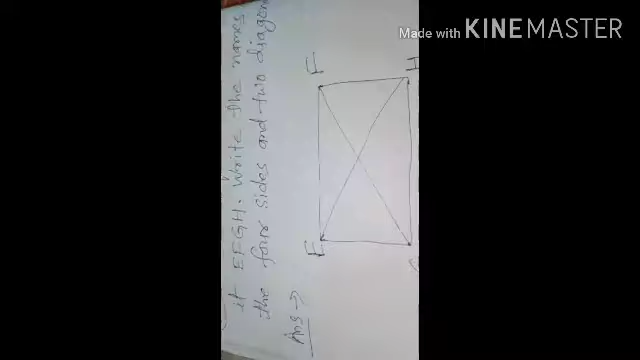 Made with KINEMASTER
it EFGH. Write the names
the four sides and two diagon
Ans →
F
H
E